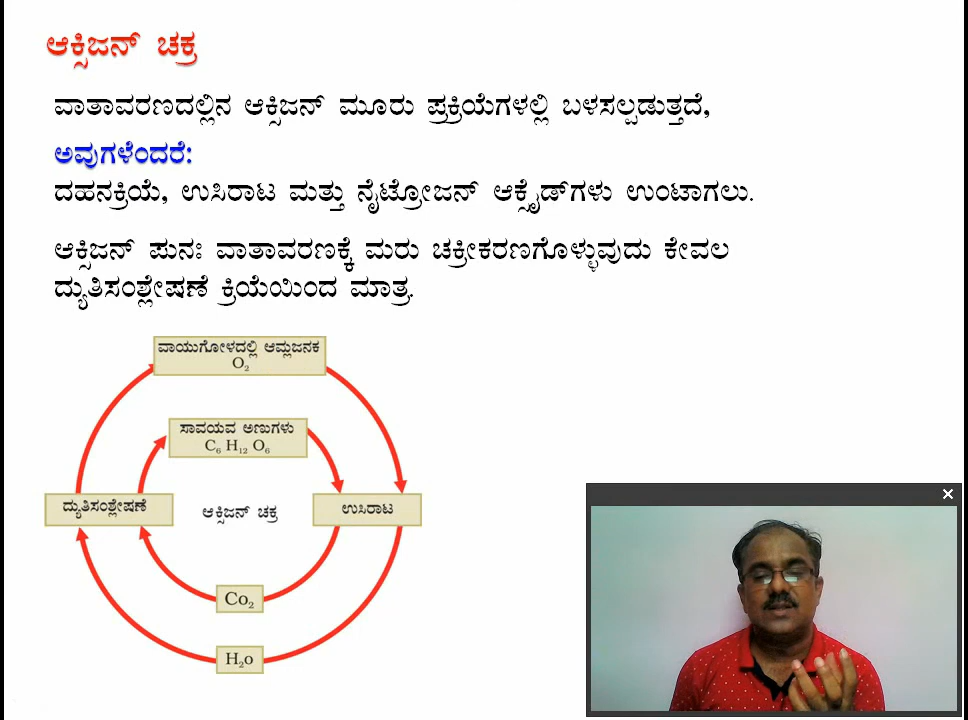 ಆಕ್ಸಿಜನ್ ಚಕ್ರ
ವಾತಾವರಣದಲ್ಲಿನ ಆಕ್ಸಿಜನ್ ಮೂರು ಪ್ರಕ್ರಿಯೆಗಳಲ್ಲಿ ಬಳಸಲ್ಪಡುತ್ತದೆ,
ಅವುಗಳೆಂದರೆ:
ದಹನಕ್ರಿಯೆ, ಉಸಿರಾಟ ಮತ್ತು ನೈಟ್ರೋಜನ್ ಆಕ್ಸೈಡ್‌ಗಳು ಉಂಟಾಗಲು.
ಆಕ್ಸಿಜನ್ ಪುನಃ ವಾತಾವರಣಕ್ಕೆ ಮರು ಚಕ್ರೀಕರಣಗೊಳ್ಳುವುದು ಕೇವಲ
ದ್ಯುತಿಸಂಶ್ಲೇಷಣೆ ಕ್ರಿಯೆಯಿಂದ ಮಾತ್ರ.
ವಾಯುಗೋಳದಲ್ಲಿ ಆಮ್ಲಜನಕ
O₂
ಸಾವಯವ ಅಣುಗಳು
C₆ H₁₂ O₆
ದ್ಯುತಿಸಂಶ್ಲೇಷಣೆ
ಆಕ್ಸಿಜನ್ ಚಕ್ರ
ಉಸಿರಾಟ
Co₂
H₂o